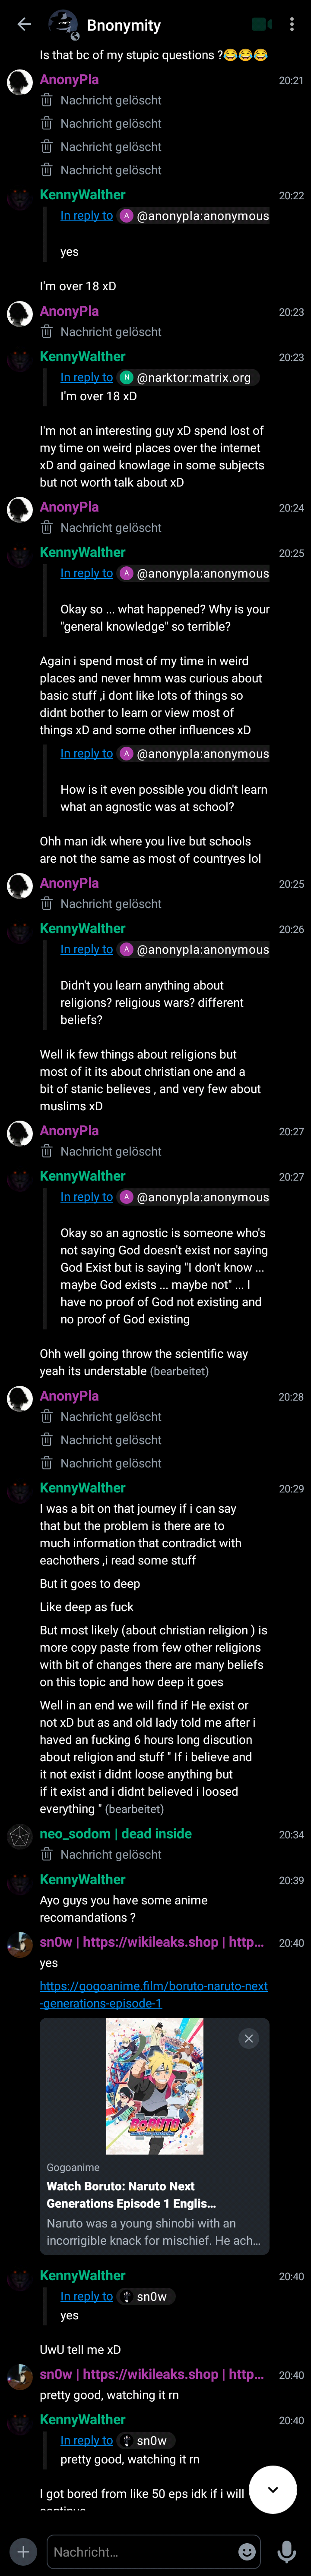 Bnonymity
Is that bc of my stupic questions ?😂😂😂
AnonyPla 20:21
Nachricht gelöscht
Nachricht gelöscht
Nachricht gelöscht
Nachricht gelöscht
KennyWalther 20:22
In reply to A @anonypla:anonymous
yes
I'm over 18 xD
AnonyPla 20:23
Nachricht gelöscht
KennyWalther 20:23
In reply to N @narktor:matrix.org
I'm over 18 xD
I'm not an interesting guy xD spend lost of
my time on weird places over the internet
xD and gained knowlage in some subjects
but not worth talk about xD
AnonyPla 20:24
Nachricht gelöscht
KennyWalther 20:25
In reply to A @anonypla:anonymous
Okay so ... what happened? Why is your
"general knowledge" so terrible?
Again i spend most of my time in weird
places and never hmm was curious about
basic stuff ,i dont like lots of things so
didnt bother to learn or view most of
things xD and some other influences xD
In reply to A @anonypla:anonymous
How is it even possible you didn't learn
what an agnostic was at school?
Ohh man idk where you live but schools
are not the same as most of countryes lol
AnonyPla 20:25
Nachricht gelöscht
KennyWalther 20:26
In reply to A @anonypla:anonymous
Didn't you learn anything about
religions? religious wars? different
beliefs?
Well ik few things about religions but
most of it its about christian one and a
bit of stanic believes , and very few about
muslims xD
AnonyPla 20:27
Nachricht gelöscht
KennyWalther 20:27
In reply to A @anonypla:anonymous
Okay so an agnostic is someone who's
not saying God doesn't exist nor saying
God Exist but is saying "I don't know ...
maybe God exists ... maybe not" ... I
have no proof of God not existing and
no proof of God existing
Ohh well going throw the scientific way
yeah its understable (bearbeitet)
AnonyPla 20:28
Nachricht gelöscht
Nachricht gelöscht
Nachricht gelöscht
KennyWalther 20:29
I was a bit on that journey if i can say
that but the problem is there are to
much information that contradict with
eachothers ,i read some stuff
But it goes to deep
Like deep as fuck
But most likely (about christian religion ) is
more copy paste from few other religions
with bit of changes there many beliefs
on this topic and how deep it goes
Well in an end we will find if He exist or
not xD but as and old lady told me after i
haved an fucking 6 hours long discution
about religion and stuff " If i believe and
it not exist i didnt loose anything but
if it exist and i didnt believed i loosed
everything " (bearbeitet)
neo_sodom | dead inside 20:34
Nachricht gelöscht
KennyWalther 20:39
Ayo guys you have some anime
recomandations ?
sn0w | https://wikileaks.shop | http... 20:40
yes
https://gogoanime.film/boruto-naruto-next
-generations-episode-1
BORUTO
Gogoanime
Watch Boruto: Naruto Next
Generations Episode 1 Englis...
Naruto was a young shinobi with an
incorrigible knack for mischief. He ach...
KennyWalther 20:40
In reply to sn0w
yes
UwU tell me xD
sn0w | https://wikileaks.shop | http... 20:40
pretty good, watching it rn
KennyWalther 20:40
In reply to sn0w
pretty good, watching it rn
I got bored from like 50 eps idk if i will
continue
Nachricht...